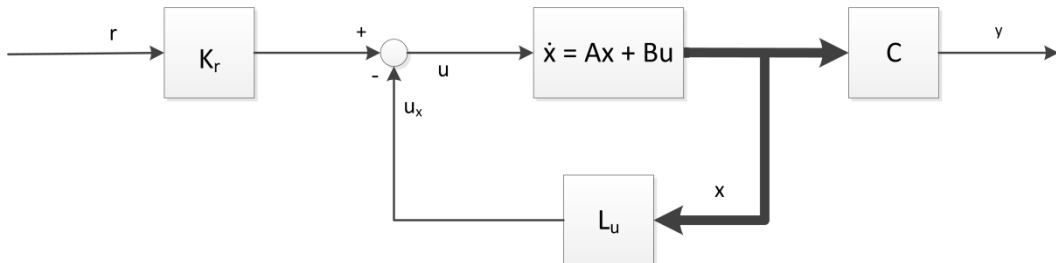 r
Kᵣ
+
-
u
uₓ
ẋ = Ax + Bu
C
y
x
Lᵤ